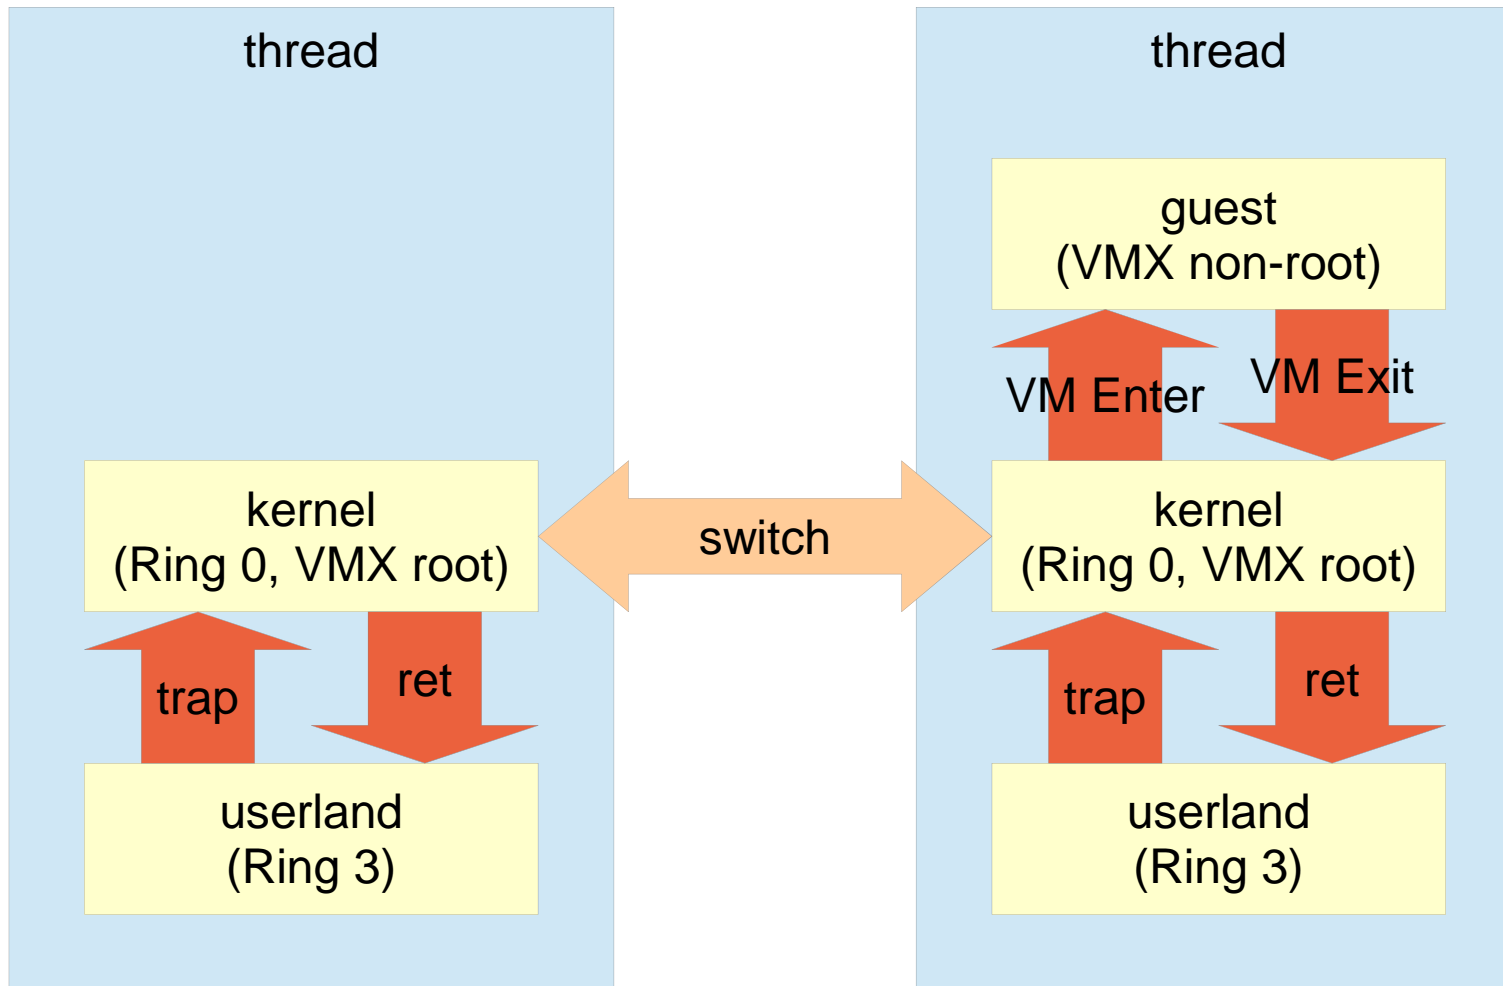 thread
kernel
(Ring 0, VMX root)
trap
ret
userland
(Ring 3)
switch
thread
guest
(VMX non-root)
VM Enter
VM Exit
kernel
(Ring 0, VMX root)
trap
ret
userland
(Ring 3)